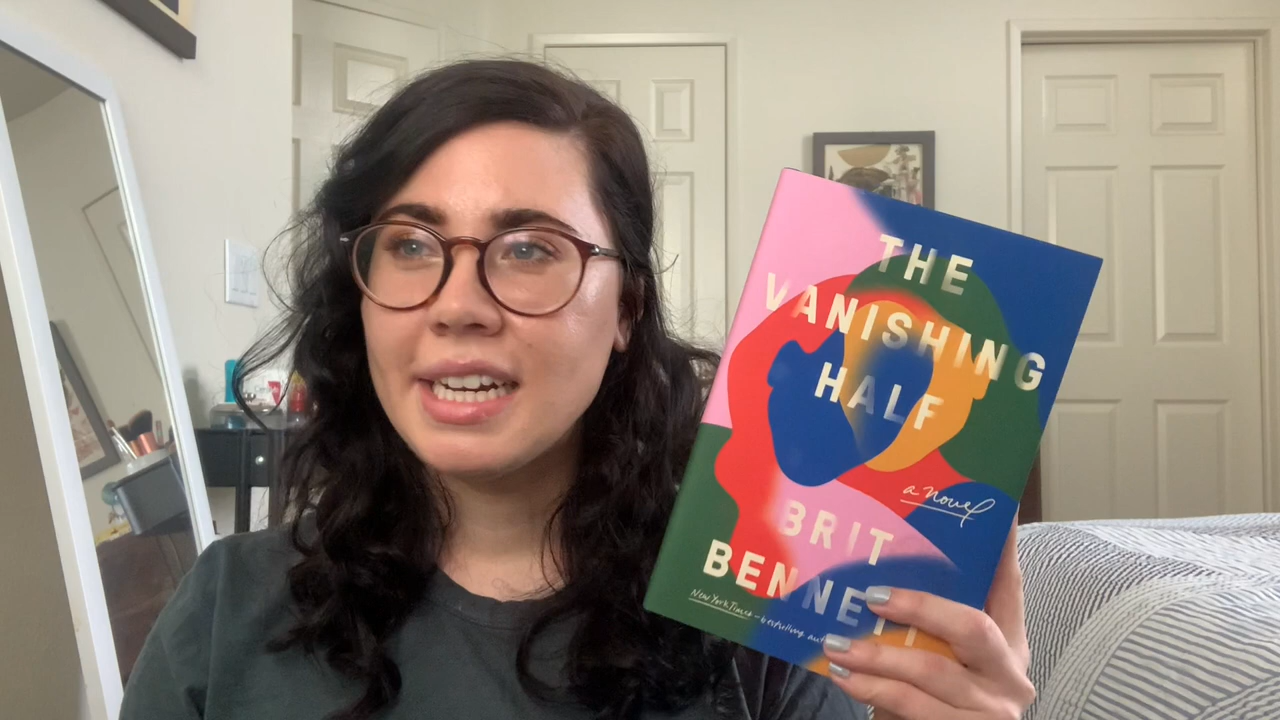 THE
VANISHING
HALF
a novel
BRIT
BENNETT
New York Times-bestselling